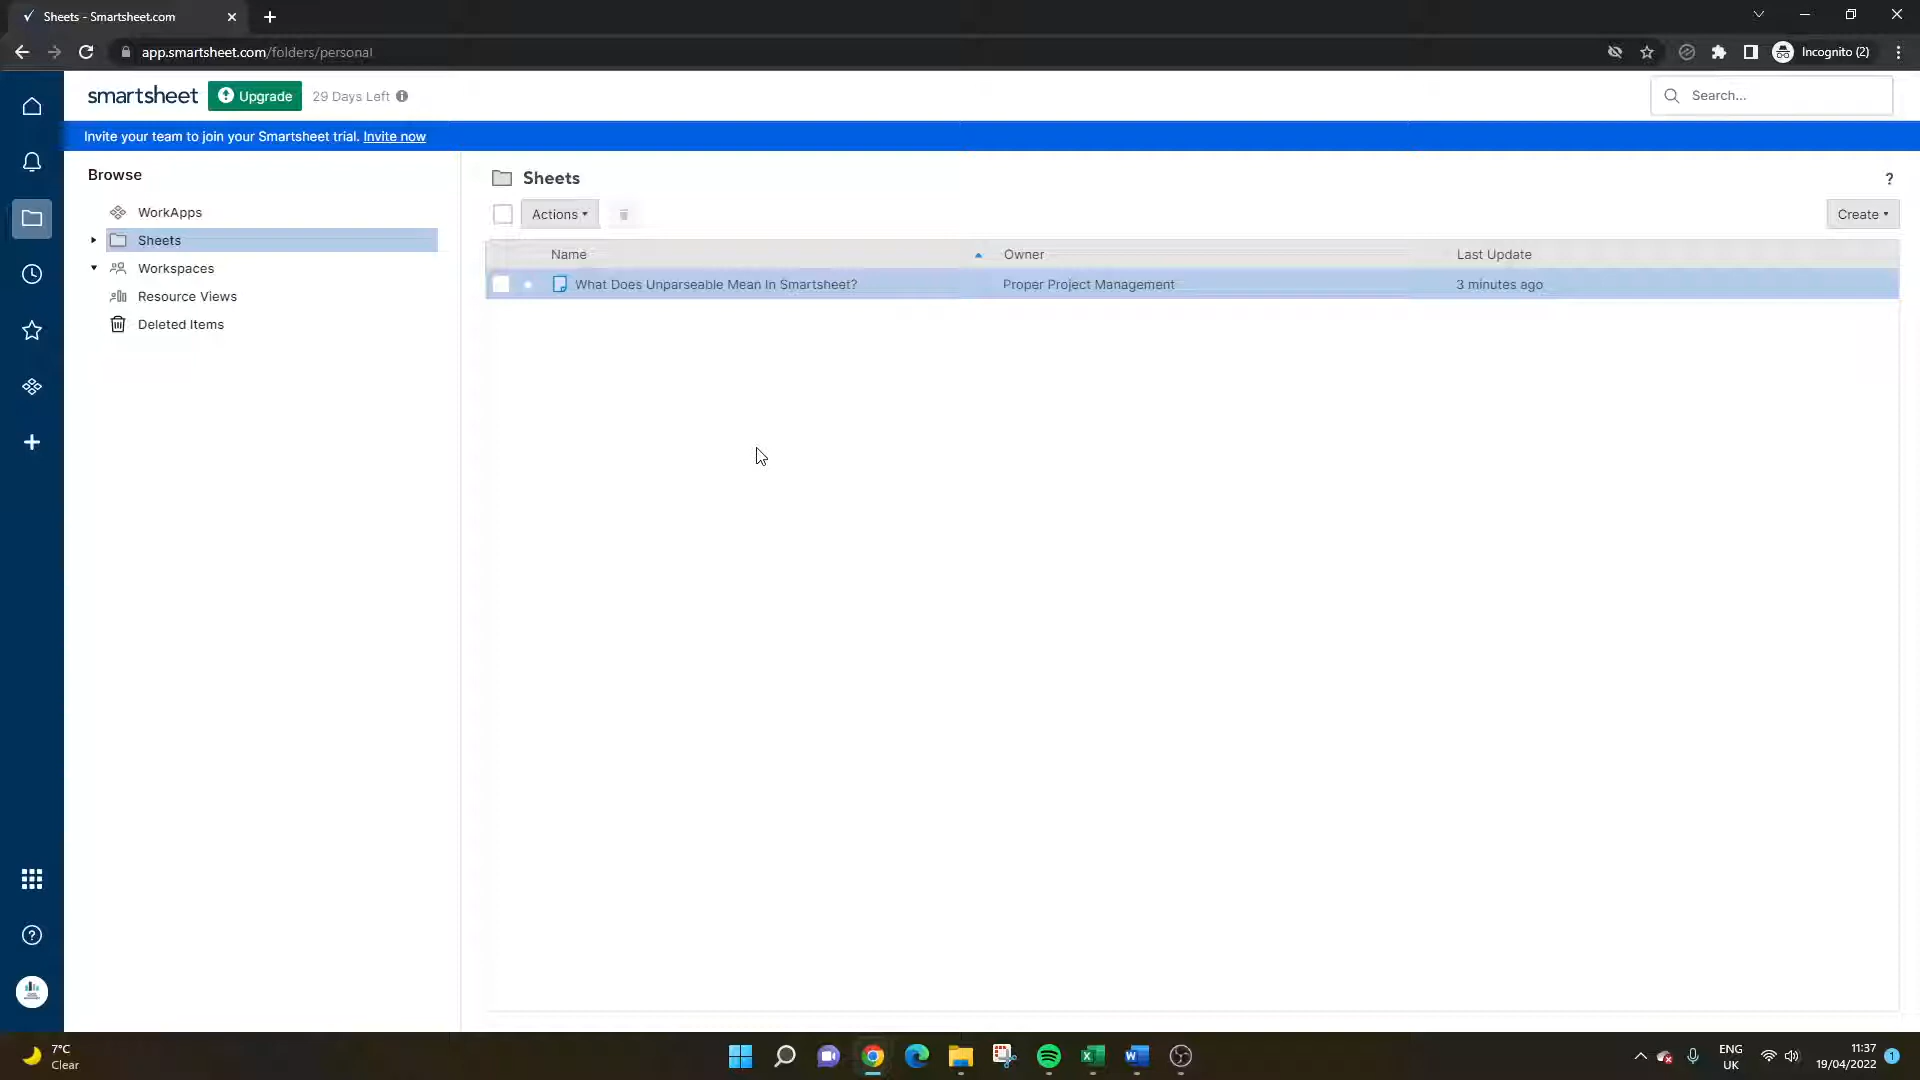 Sheets - Smartsheet.com
app.smartsheet.com/folders/personal
Incognito (2)
smartsheet
Upgrade
29 Days Left
Search...
Invite your team to join your Smartsheet trial. Invite now
Browse
WorkApps
Sheets
Workspaces
Resource Views
Deleted Items
Sheets
?
Actions
Create
Name Owner Last Update
What Does Unparseable Mean In Smartsheet? Proper Project Management 3 minutes ago
7°C
Clear
ENG
UK
11:37
19/04/2022
1